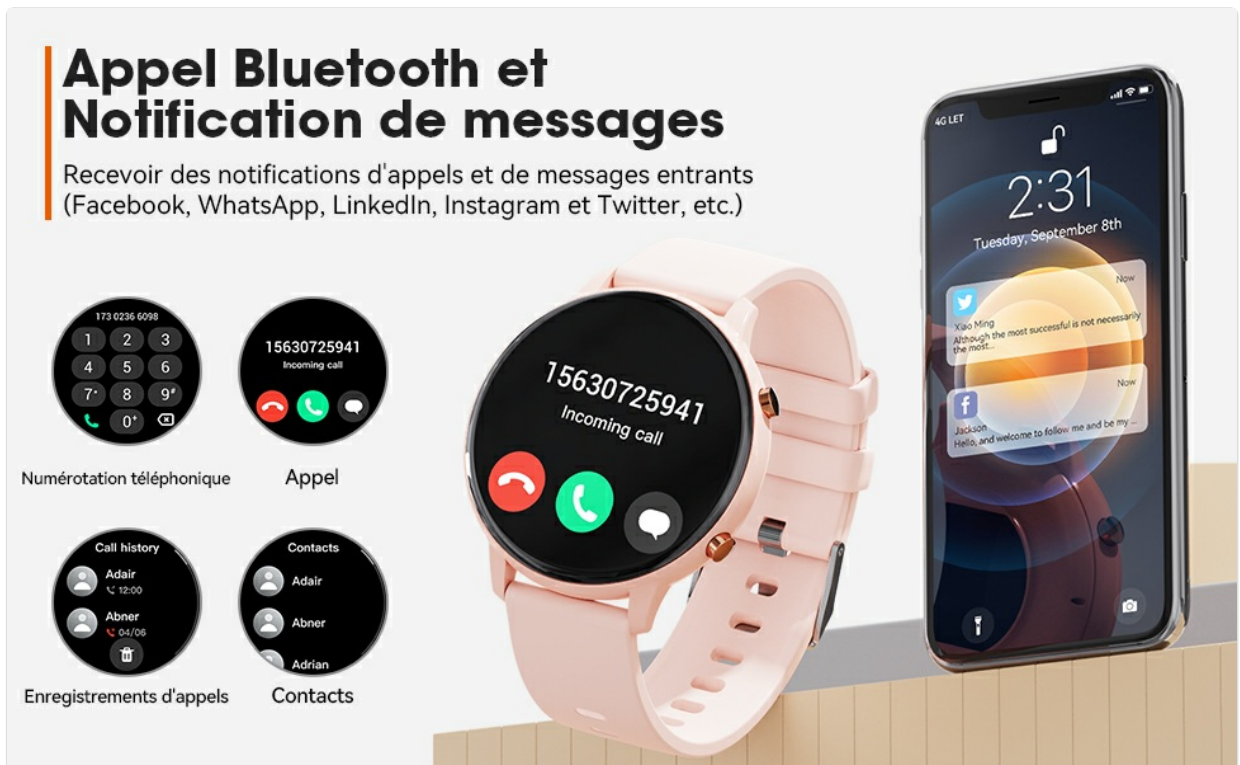 Appel Bluetooth et
Notification de messages
Recevoir des notifications d'appels et de messages entrants
(Facebook, WhatsApp, LinkedIn, Instagram et Twitter, etc.)
173 0236 6098
1 2 3
4 5 6
7* 8 9#
0+
Numérotation téléphonique
15630725941
Incoming call
Appel
Call history
Adair
12:00
Abner
04/06
Enregistrements d'appels
Contacts
Adair
Abner
Adrian
Contacts
15630725941
Incoming call
4G LET
2:31
Tuesday, September 8th
Now
Xiao Ming
Although the most successful is not necessarily
the most...
Now
f
Jackson
Hello, and welcome to follow me and be my ...